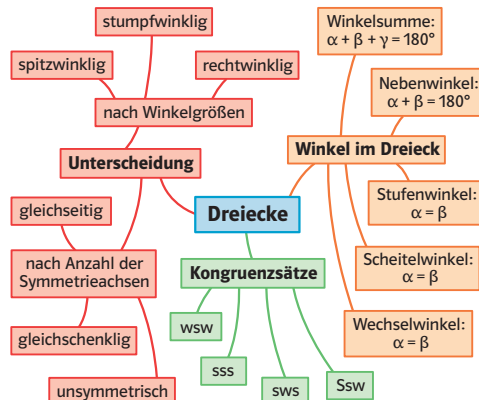 stumpfwinklig
spitzwinklig
rechtwinklig
nach Winkelgrößen
Unterscheidung
gleichseitig
nach Anzahl der
Symmetrieachsen
gleichschenklig
unsymmetrisch
Dreiecke
Kongruenzsätze
wsw
sss
sws
Ssw
Winkelsumme:
α + β + γ = 180°
Nebenwinkel:
α + β = 180°
Winkel im Dreieck
Stufenwinkel:
α = β
Scheitelwinkel:
α = β
Wechselwinkel:
α = β